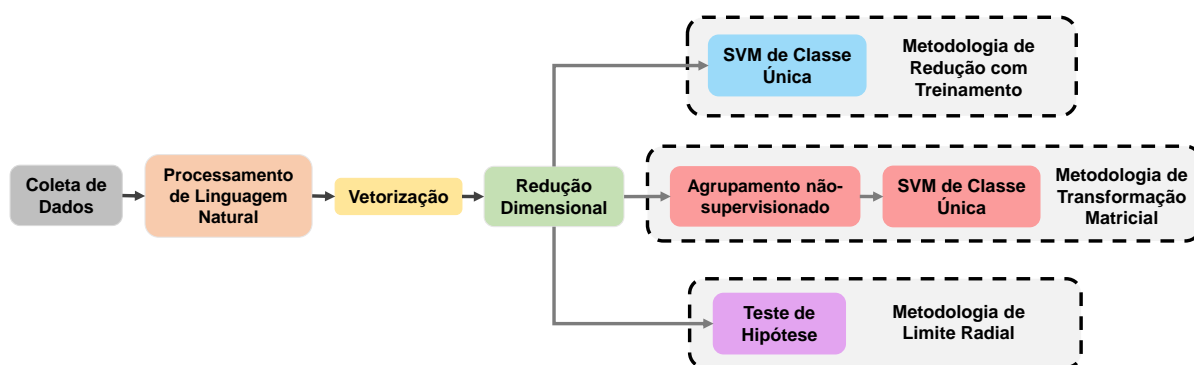 Coleta de
Dados
Processamento
de Linguagem
Natural
Vetorização
Redução
Dimensional
SVM de Classe
Única
Metodologia de
Redução com
Treinamento
Agrupamento não-
supervisionado
SVM de Classe
Única
Metodologia de
Transformação
Matricial
Teste de
Hipótese
Metodologia de
Limite Radial